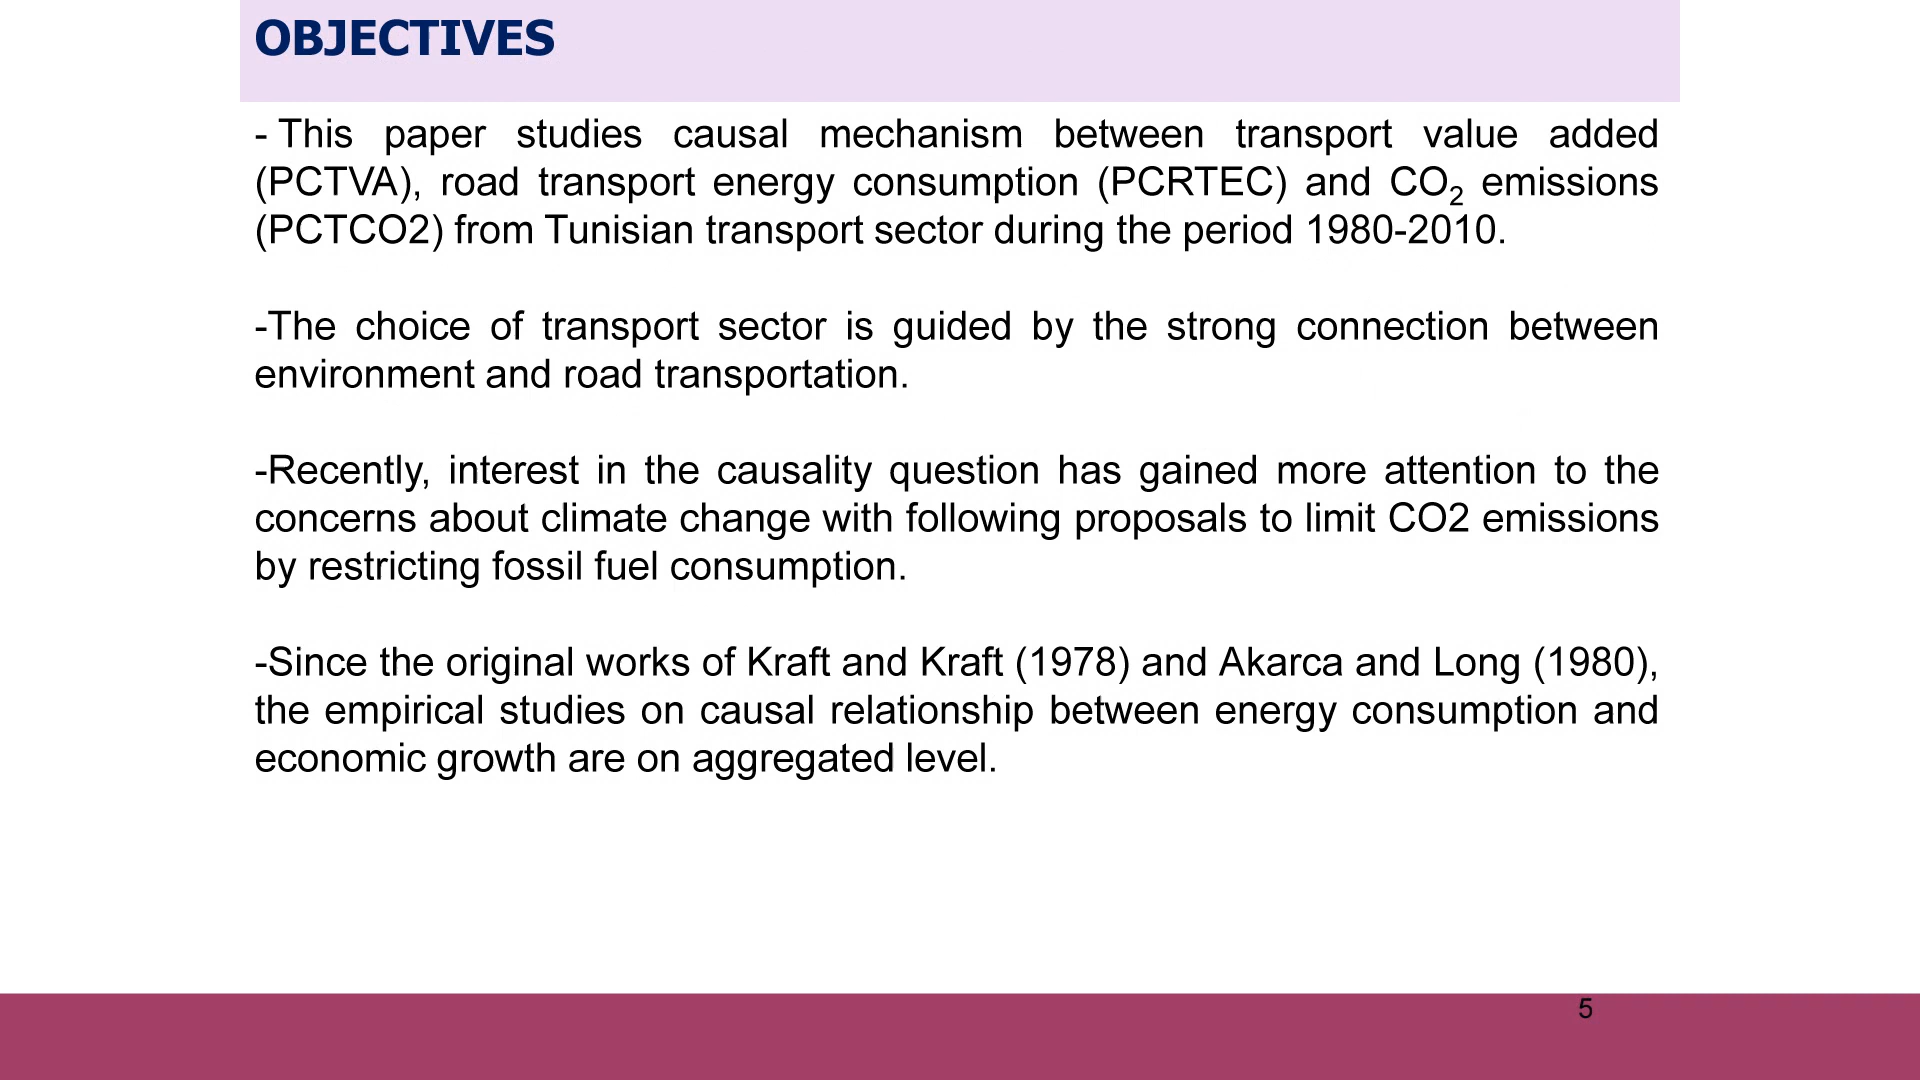 OBJECTIVES
- This paper studies causal mechanism between transport value added
(PCTVA), road transport energy consumption (PCRTEC) and CO₂ emissions
(PCTCO2) from Tunisian transport sector during the period 1980-2010.
-The choice of transport sector is guided by the strong connection between
environment and road transportation.
-Recently, interest in the causality question has gained more attention to the
concerns about climate change with following proposals to limit CO2 emissions
by restricting fossil fuel consumption.
-Since the original works of Kraft and Kraft (1978) and Akarca and Long (1980),
the empirical studies on causal relationship between energy consumption and
economic growth are on aggregated level.
5